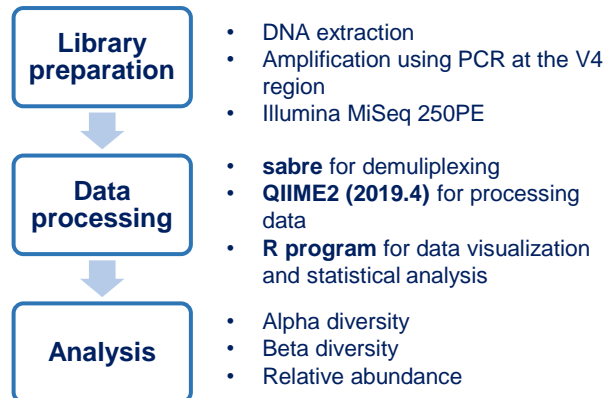 Library
preparation
• DNA extraction
• Amplification using PCR at the V4
region
• Illumina MiSeq 250PE
Data
processing
• sabre for demuliplexing
• QIIME2 (2019.4) for processing
data
• R program for data visualization
and statistical analysis
Analysis
• Alpha diversity
• Beta diversity
• Relative abundance